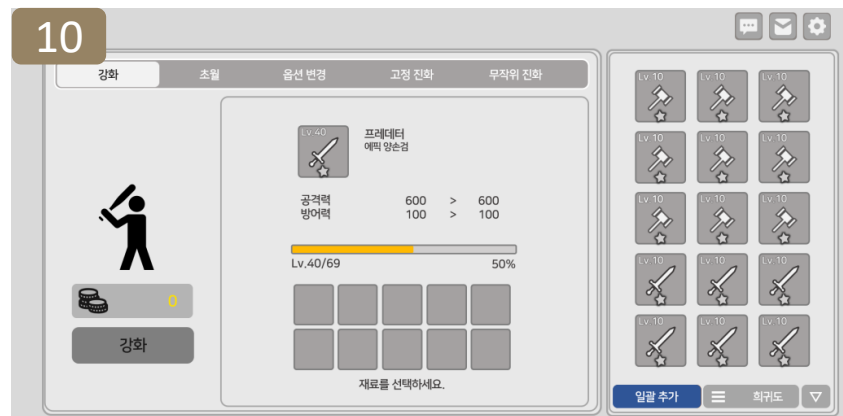 10
강화 초월 옵션 변경 고정 진화 무작위 진화
Lv 40
프레데터
에픽 양손검
공격력 600 > 600
방어력 100 > 100
Lv.40/69 50%
0
강화
재료를 선택하세요.
Lv 10 Lv 10 Lv 10
Lv 10 Lv 10 Lv 10
Lv 10 Lv 10 Lv 10
Lv 10 Lv 10 Lv 10
Lv 10 Lv 10 Lv 10
일괄 추가 희귀도